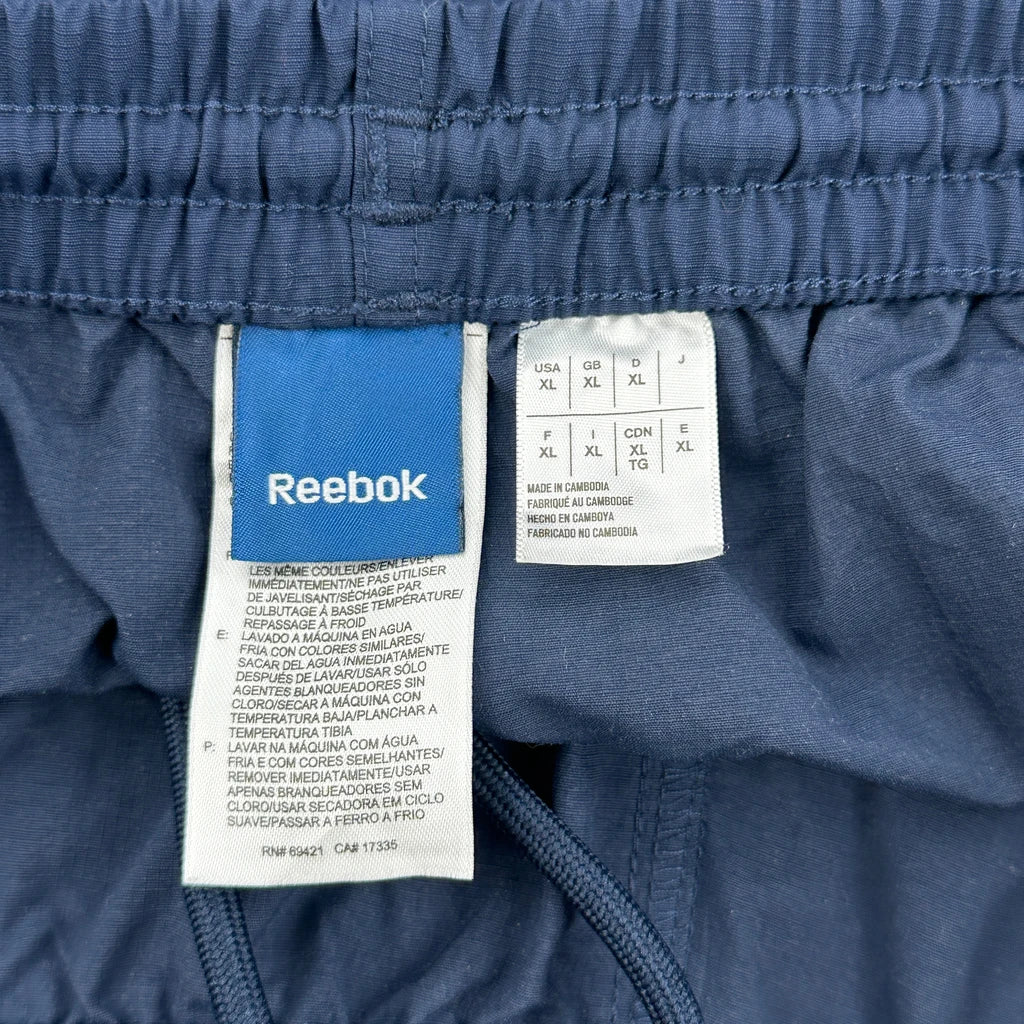 Reebok
LES MÊME COULEURS/ENLEVER
IMMÉDIATEMENT/NE PAS UTILISER
DE JAVELISANT/SÉCHAGE PAR
CULBUTAGE À BASSE TEMPÉRATURE/
REPASSAGE À FROID
E: LAVADO A MÁQUINA EN AGUA
FRIA CON COLORES SIMILARES/
SACAR DEL AGUA INMEDIATAMENTE
DESPUÉS DE LAVAR/USAR SÓLO
AGENTES BLANQUEADORES SIN
CLORO/SECAR A MÁQUINA CON
TEMPERATURA BAJA/PLANCHAR A
TEMPERATURA TIBIA
P: LAVAR NA MÁQUINA COM ÁGUA
FRIA E COM CORES SEMELHANTES/
REMOVER IMEDIATAMENTE/USAR
APENAS BRANQUEADORES SEM
CLORO/USAR SECADORA EM CICLO
SUAVE/PASSAR A FERRO A FRIO
RN# 69421 CA# 17335
USA GB D J
XL XL XL
F I CDN E
XL XL XL XL
TG
MADE IN CAMBODIA
FABRIQUÉ AU CAMBODGE
HECHO EN CAMBOYA
FABRICADO NO CAMBODIA